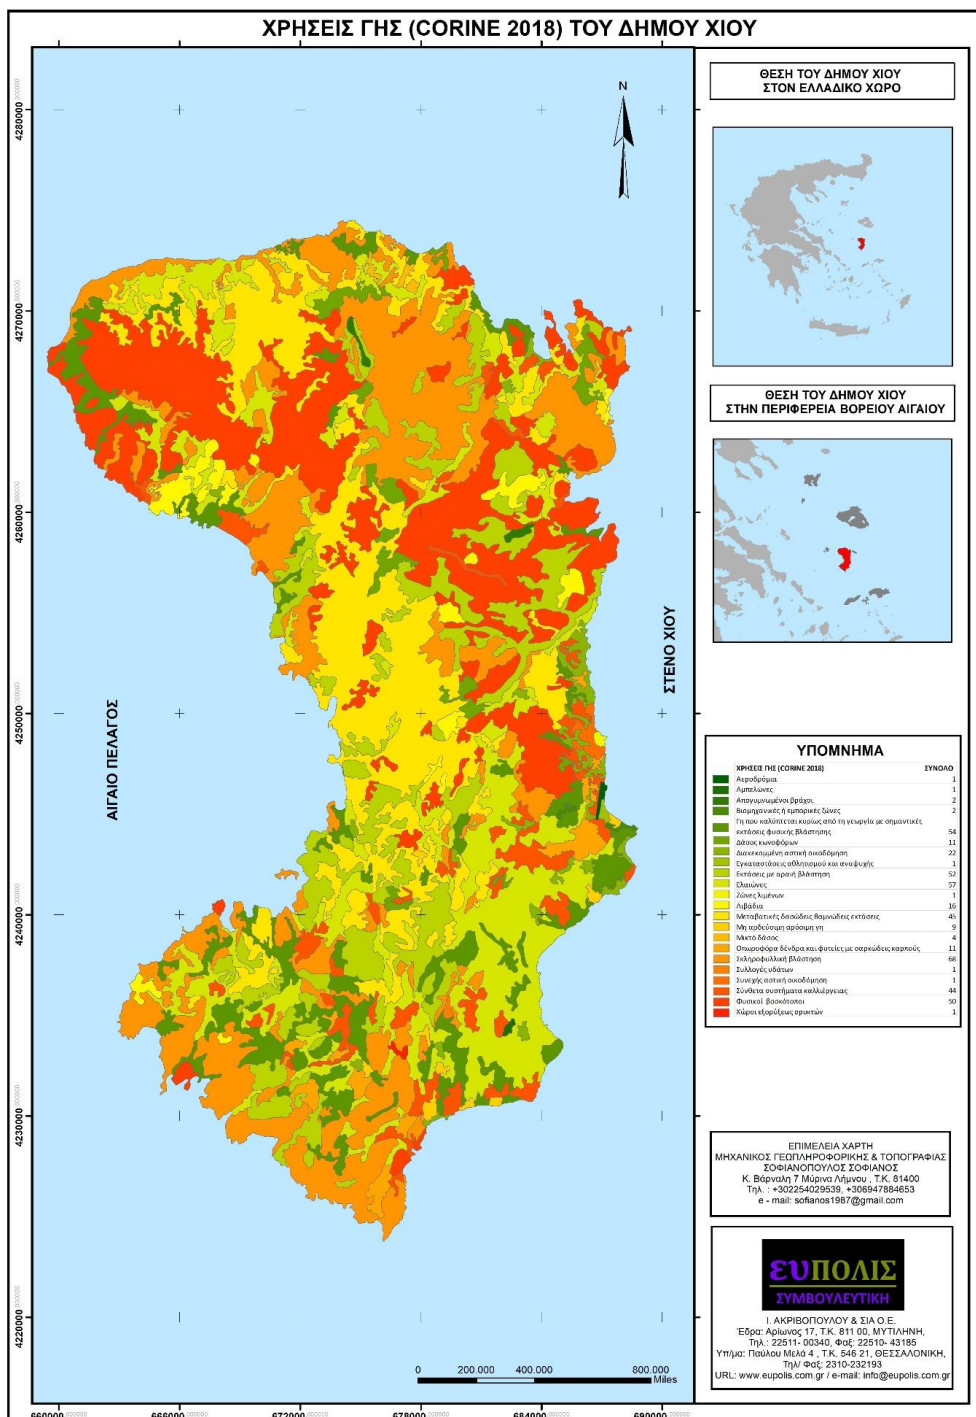 ΧΡΗΣΕΙΣ ΓΗΣ (CORINE 2018) ΤΟΥ ΔΗΜΟΥ ΧΙΟΥ
N
ΑΙΓΑΙΟ ΠΕΛΑΓΟΣ
ΣΤΕΝΟ ΧΙΟΥ
4280000
4270000
4260000
4250000
4240000
4230000
4220000
660000
666000
672000
678000
684000
690000
0 200.000 400.000 800.000
Miles
ΘΕΣΗ ΤΟΥ ΔΗΜΟΥ ΧΙΟΥ
ΣΤΟΝ ΕΛΛΑΔΙΚΟ ΧΩΡΟ
ΘΕΣΗ ΤΟΥ ΔΗΜΟΥ ΧΙΟΥ
ΣΤΗΝ ΠΕΡΙΦΕΡΕΙΑ ΒΟΡΕΙΟΥ ΑΙΓΑΙΟΥ
ΥΠΟΜΝΗΜΑ
ΧΡΗΣΕΙΣ ΓΗΣ (CORINE 2018) ΣΥΝΟΛΟ
Αεροδρόμια 1
Αμπελώνες 1
Απογυμνωμένοι βράχοι 2
Βιομηχανικές ή εμπορικές ζώνες 2
Γη που καλύπτεται κυρίως από τη γεωργία με σημαντικές
εκτάσεις φυσικής βλάστησης 54
Δάσος κωνοφόρων 11
Διακεκομμένη αστική οικοδόμηση 22
Εγκαταστάσεις αθλητισμού και αναψυχής 1
Εκτάσεις με αραιή βλάστηση 52
Ελαιώνες 57
Ζώνες λιμένων 1
Λιβάδια 16
Μεταβατικές δασώδεις θαμνώδεις εκτάσεις 45
Μη αρδεύσιμη αρόσιμη γη 9
Μικτό δάσος 4
Οπωροφόρα δένδρα και φυτείες με σαρκώδεις καρπούς 11
Σκληροφυλλική βλάστηση 68
Συλλογές υδάτων 1
Συνεχής αστική οικοδόμηση 1
Σύνθετα συστήματα καλλιέργειας 44
Φυσικοί βοσκότοποι 50
Χώροι εξορύξεως ορυκτών 1
ΕΠΙΜΕΛΕΙΑ ΧΑΡΤΗ
ΜΗΧΑΝΙΚΟΣ ΓΕΩΠΛΗΡΟΦΟΡΙΚΗΣ & ΤΟΠΟΓΡΑΦΙΑΣ
ΣΟΦΙΑΝΟΠΟΥΛΟΣ ΣΟΦΙΑΝΟΣ
Κ. Βάρναλη 7 Μύρινα Λήμνου , Τ.Κ. 81400
Τηλ. : +302254029539, +306947884653
e - mail: sofianos1987@gmail.com
ευΠΟΛΙΣ
ΣΥΜΒΟΥΛΕΥΤΙΚΗ
Ι. ΑΚΡΙΒΟΠΟΥΛΟΥ & ΣΙΑ Ο.Ε.
Έδρα: Αρίωνος 17, Τ.Κ. 811 00, ΜΥΤΙΛΗΝΗ,
Τηλ.: 22511- 00340, Φαξ: 22510- 43185
Υπ/μα: Παύλου Μελά 4 , Τ.Κ. 546 21, ΘΕΣΣΑΛΟΝΙΚΗ,
Τηλ/ Φαξ: 2310-232193
URL: www.eupolis.com.gr / e-mail: info@eupolis.com.gr